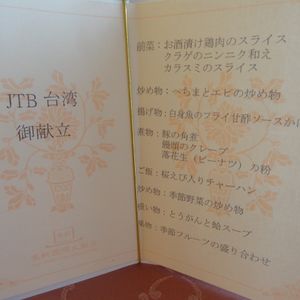 JTB 台湾
御献立
前菜：お酒漬け鶏肉のスライス
クラゲのニンニク和え
カラスミのスライス
炒め物：へちまとエビの炒め物
揚げ物：白身魚のフライ甘酢ソースか
煮物：豚の角煮
饅頭のクレープ
落花生（ピーナツ）の粉
ご飯：桜えび入りチャーハン
炒め物：季節野菜の炒め物
吸い物：とうがんと蛤スープ
果物：季節フルーツの盛り合わせ